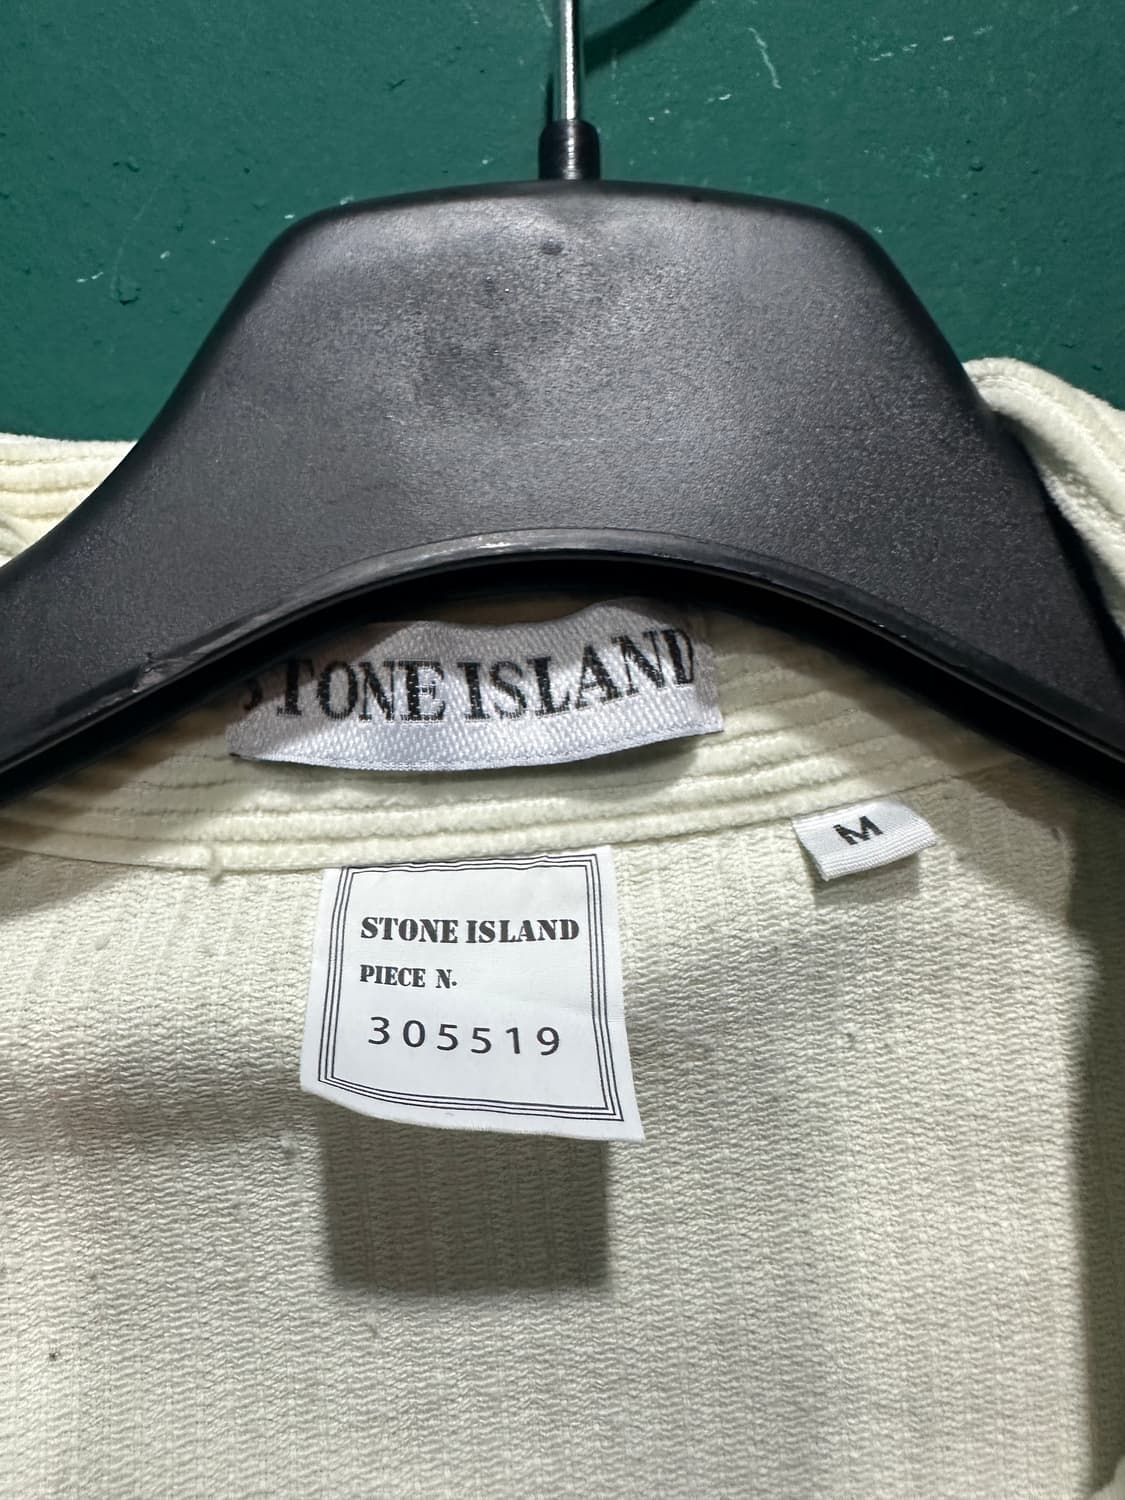 STONE ISLAND
M
STONE ISLAND
PIECE N.
305519